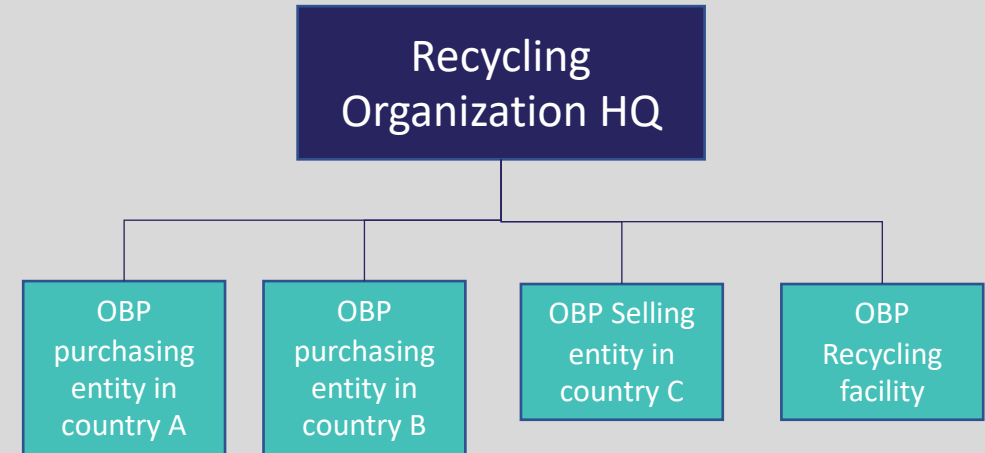 Recycling
Organization HQ
OBP
purchasing
entity in
country A
OBP
purchasing
entity in
country B
OBP Selling
entity in
country C
OBP
Recycling
facility